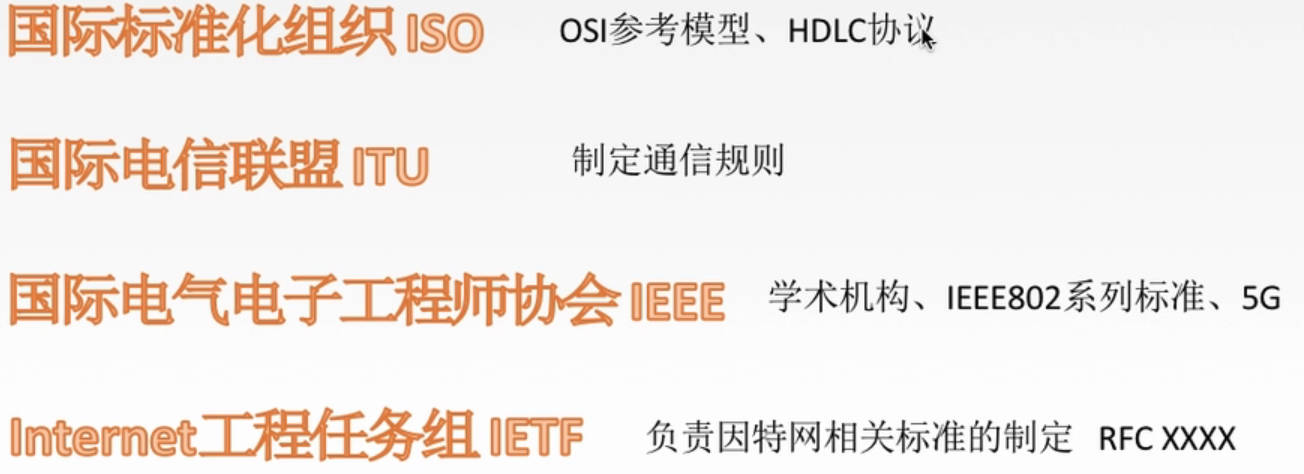 国际标准化组织 ISO OSI参考模型、HDLC协议
国际电信联盟 ITU 制定通信规则
国际电气电子工程师协会 IEEE 学术机构、IEEE802系列标准、5G
Internet工程任务组 IETF 负责因特网相关标准的制定 RFC XXXX